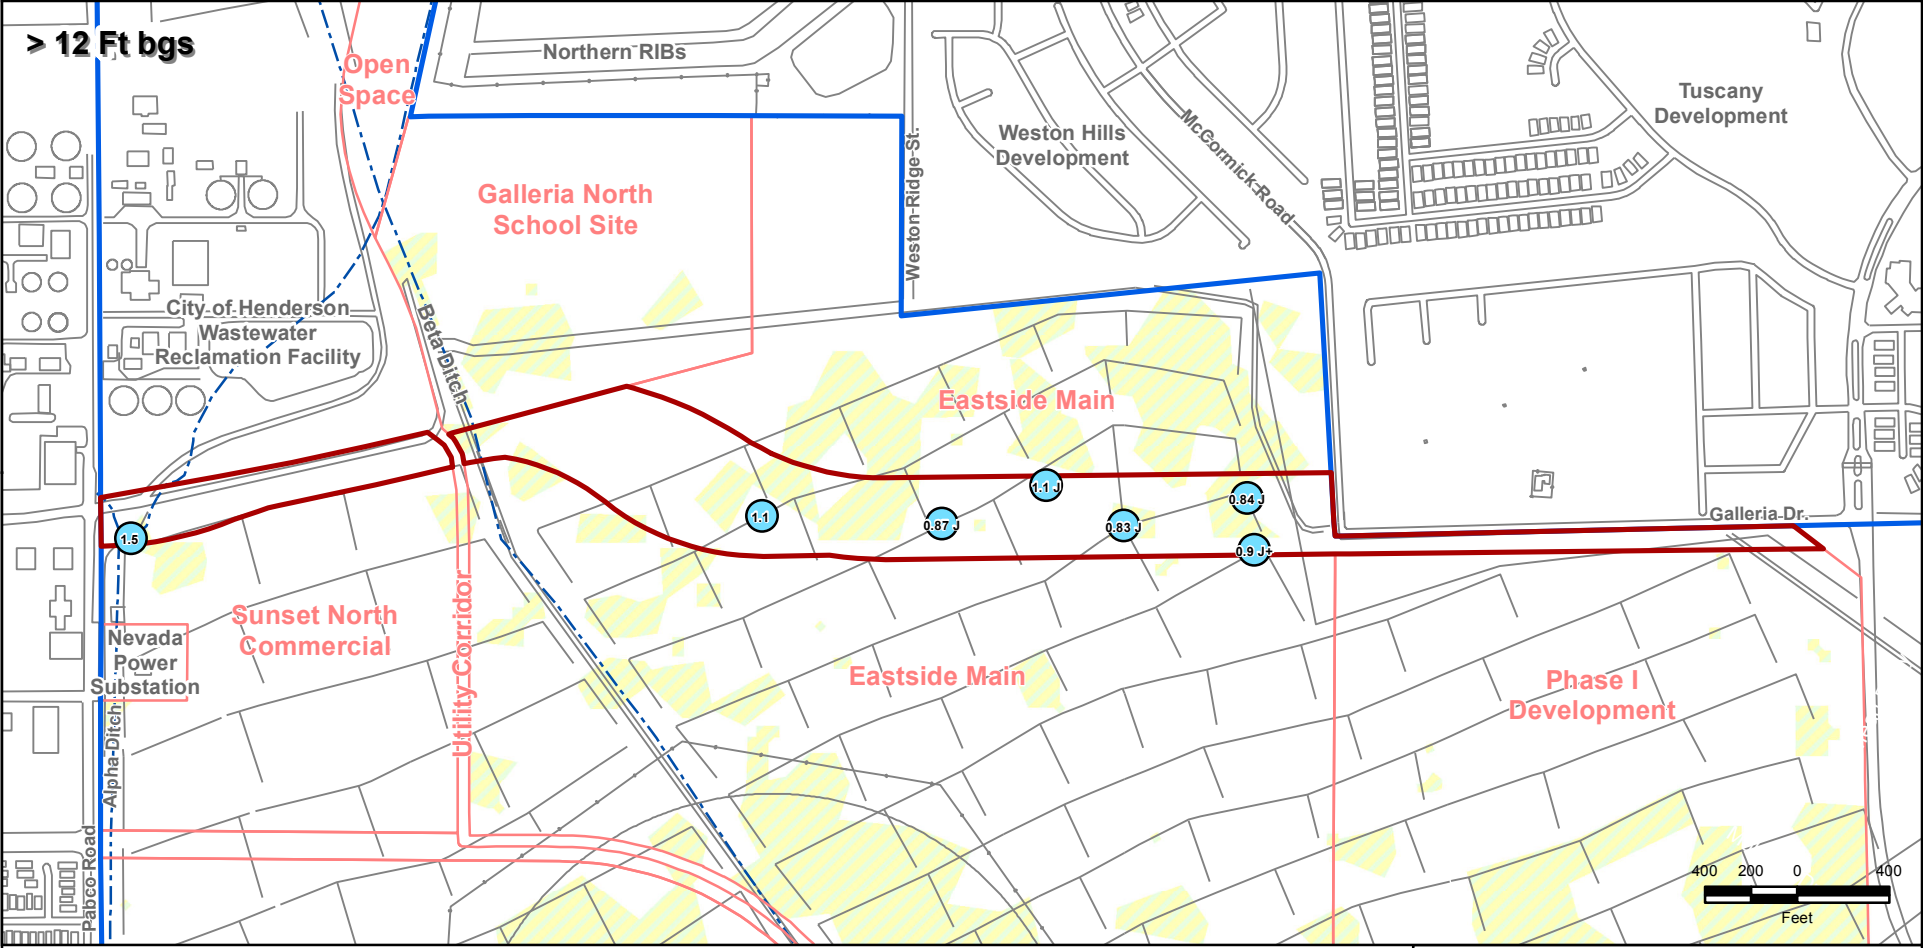 > 12 Ft bgs
Open
Space
Northern RIBs
Tuscany
Development
Weston Hills
Development
McCormick Road
Weston Ridge St.
Galleria North
School Site
City of Henderson
Wastewater
Reclamation Facility
Beta Ditch
Eastside Main
1.1 J
0.84 J
1.1
0.87 J
0.83 J
1.5
0.9 J+
Galleria Dr.
Sunset North
Commercial
Nevada
Power
Substation
Utility Corridor
Eastside Main
Phase I
Development
Alpha Ditch
Pabco Road
400 200 0 400
Feet